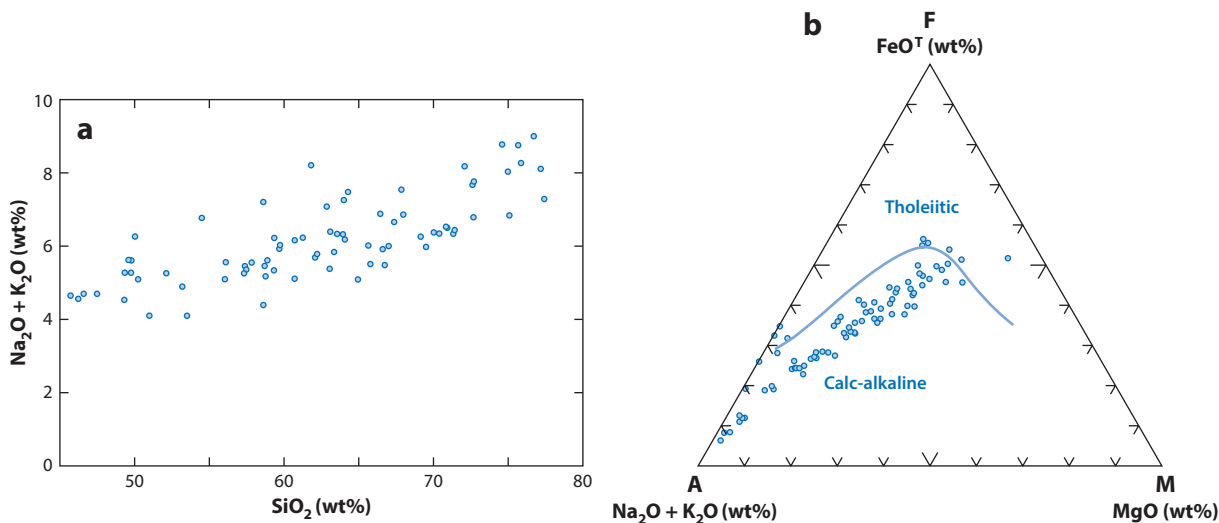 a
10
8
6
4
2
0
Na₂O + K₂O (wt%)
50
60
70
80
SiO₂ (wt%)
b
F
FeOᵀ (wt%)
Tholeiitic
Calc-alkaline
A
M
Na₂O + K₂O (wt%)
MgO (wt%)